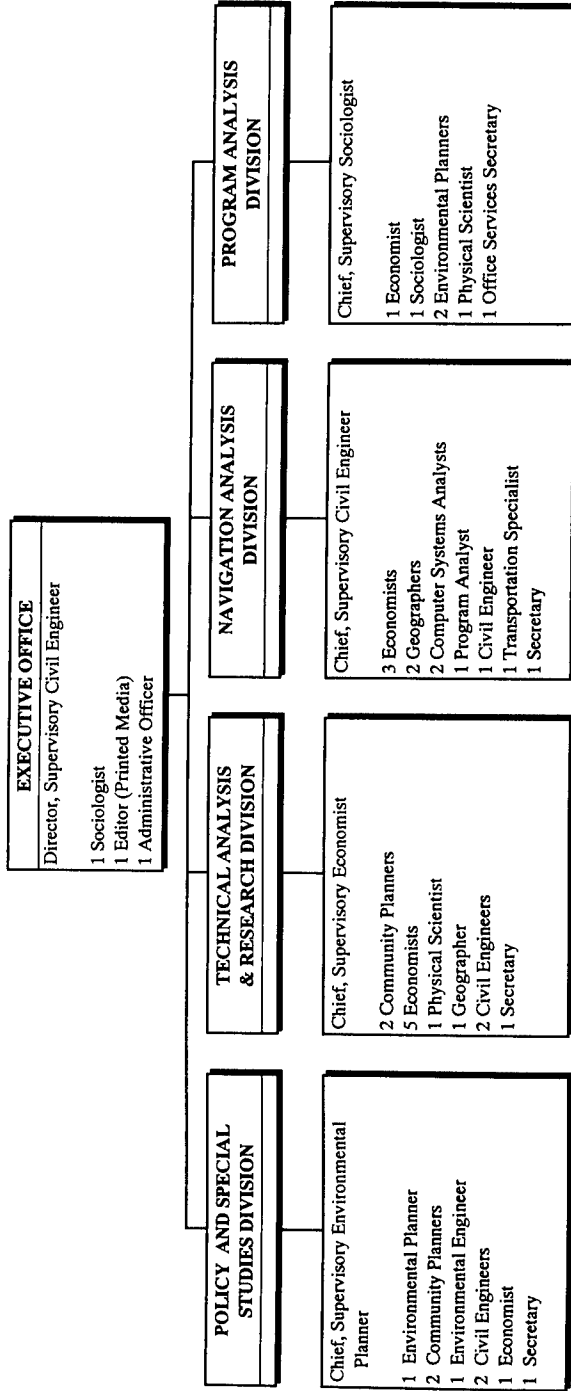 EXECUTIVE OFFICE
Director, Supervisory Civil Engineer
1 Sociologist
1 Editor (Printed Media)
1 Administrative Officer
POLICY AND SPECIAL
STUDIES DIVISION
Chief, Supervisory Environmental
Planner
1 Environmental Planner
2 Community Planners
1 Environmental Engineer
2 Civil Engineers
1 Economist
1 Secretary
TECHNICAL ANALYSIS
& RESEARCH DIVISION
Chief, Supervisory Economist
2 Community Planners
5 Economists
1 Physical Scientist
1 Geographer
2 Civil Engineers
1 Secretary
NAVIGATION ANALYSIS
DIVISION
Chief, Supervisory Civil Engineer
3 Economists
2 Geographers
2 Computer Systems Analysts
1 Program Analyst
1 Civil Engineer
1 Transportation Specialist
1 Secretary
PROGRAM ANALYSIS
DIVISION
Chief, Supervisory Sociologist
1 Economist
1 Sociologist
2 Environmental Planners
1 Physical Scientist
1 Office Services Secretary